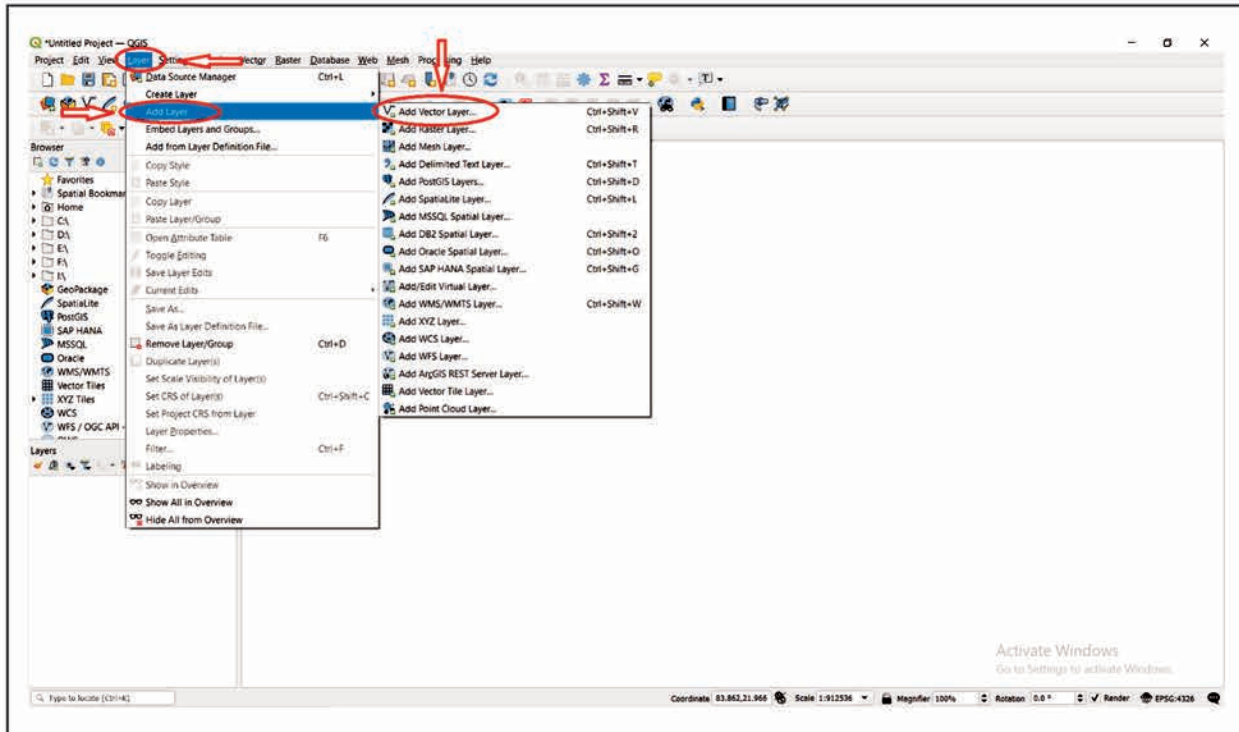 *Untitled Project — QGIS
Project Edit View Layer Vector Raster Database Web Mesh Help
Data Source Manager Ctrl+L
Create Layer
Add Layer
Embed Layers and Groups...
Add from Layer Definition File...
Copy Style
Paste Style
Copy Layer
Paste Layer/Group
Open Attribute Table F6
Toggle Editing
Save Layer Edits
Current Edits
Save As...
Save As Layer Definition File...
Remove Layer/Group Ctrl+D
Duplicate Layer(s)
Set Scale Visibility of Layer(s)
Set CRS of Layer(s) Ctrl+Shift+C
Set Project CRS from Layer
Layer Properties...
Filter... Ctrl+F
Labeling
Show in Overview
Show All in Overview
Hide All from Overview
Add Vector Layer... Ctrl+Shift+V
Add Raster Layer... Ctrl+Shift+R
Add Mesh Layer...
Add Delimited Text Layer... Ctrl+Shift+T
Add PostGIS Layers... Ctrl+Shift+D
Add SpatiaLite Layer... Ctrl+Shift+L
Add MSSQL Spatial Layer...
Add DB2 Spatial Layer... Ctrl+Shift+2
Add Oracle Spatial Layer... Ctrl+Shift+O
Add SAP HANA Spatial Layer... Ctrl+Shift+G
Add/Edit Virtual Layer...
Add WMS/WMTS Layer... Ctrl+Shift+W
Add XYZ Layer...
Add WCS Layer...
Add WFS Layer...
Add ArcGIS REST Server Layer...
Add Vector Tile Layer...
Add Point Cloud Layer...
Browser
Favorites
Spatial Bookmar
Home
C:\
D:\
E:\
F:\
I:\
GeoPackage
SpatiaLite
PostGIS
SAP HANA
MSSQL
Oracle
WMS/WMTS
Vector Tiles
XYZ Tiles
WCS
WFS / OGC API -
Layers
Activate Windows
Go to Settings to activate Windows.
Type to locate (Ctrl+K)
Coordinate 83.862,21.966 Scale 1:912536 Magnifier 100% Rotation 0.0 ° Render EPSG:4326